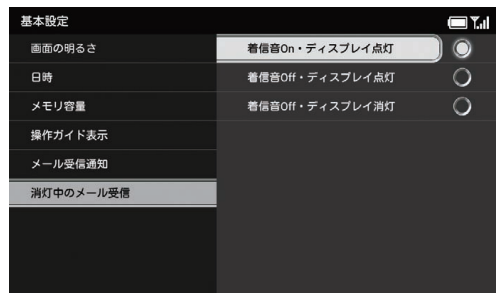 基本設定
画面の明るさ
日時
メモリ容量
操作ガイド表示
メール受信通知
消灯中のメール受信
着信音On・ディスプレイ点灯
着信音Off・ディスプレイ点灯
着信音Off・ディスプレイ消灯